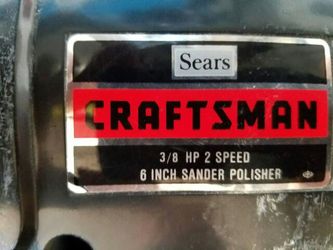 Sears
CRAFTSMAN
3/8 HP 2 SPEED
6 INCH SANDER POLISHER